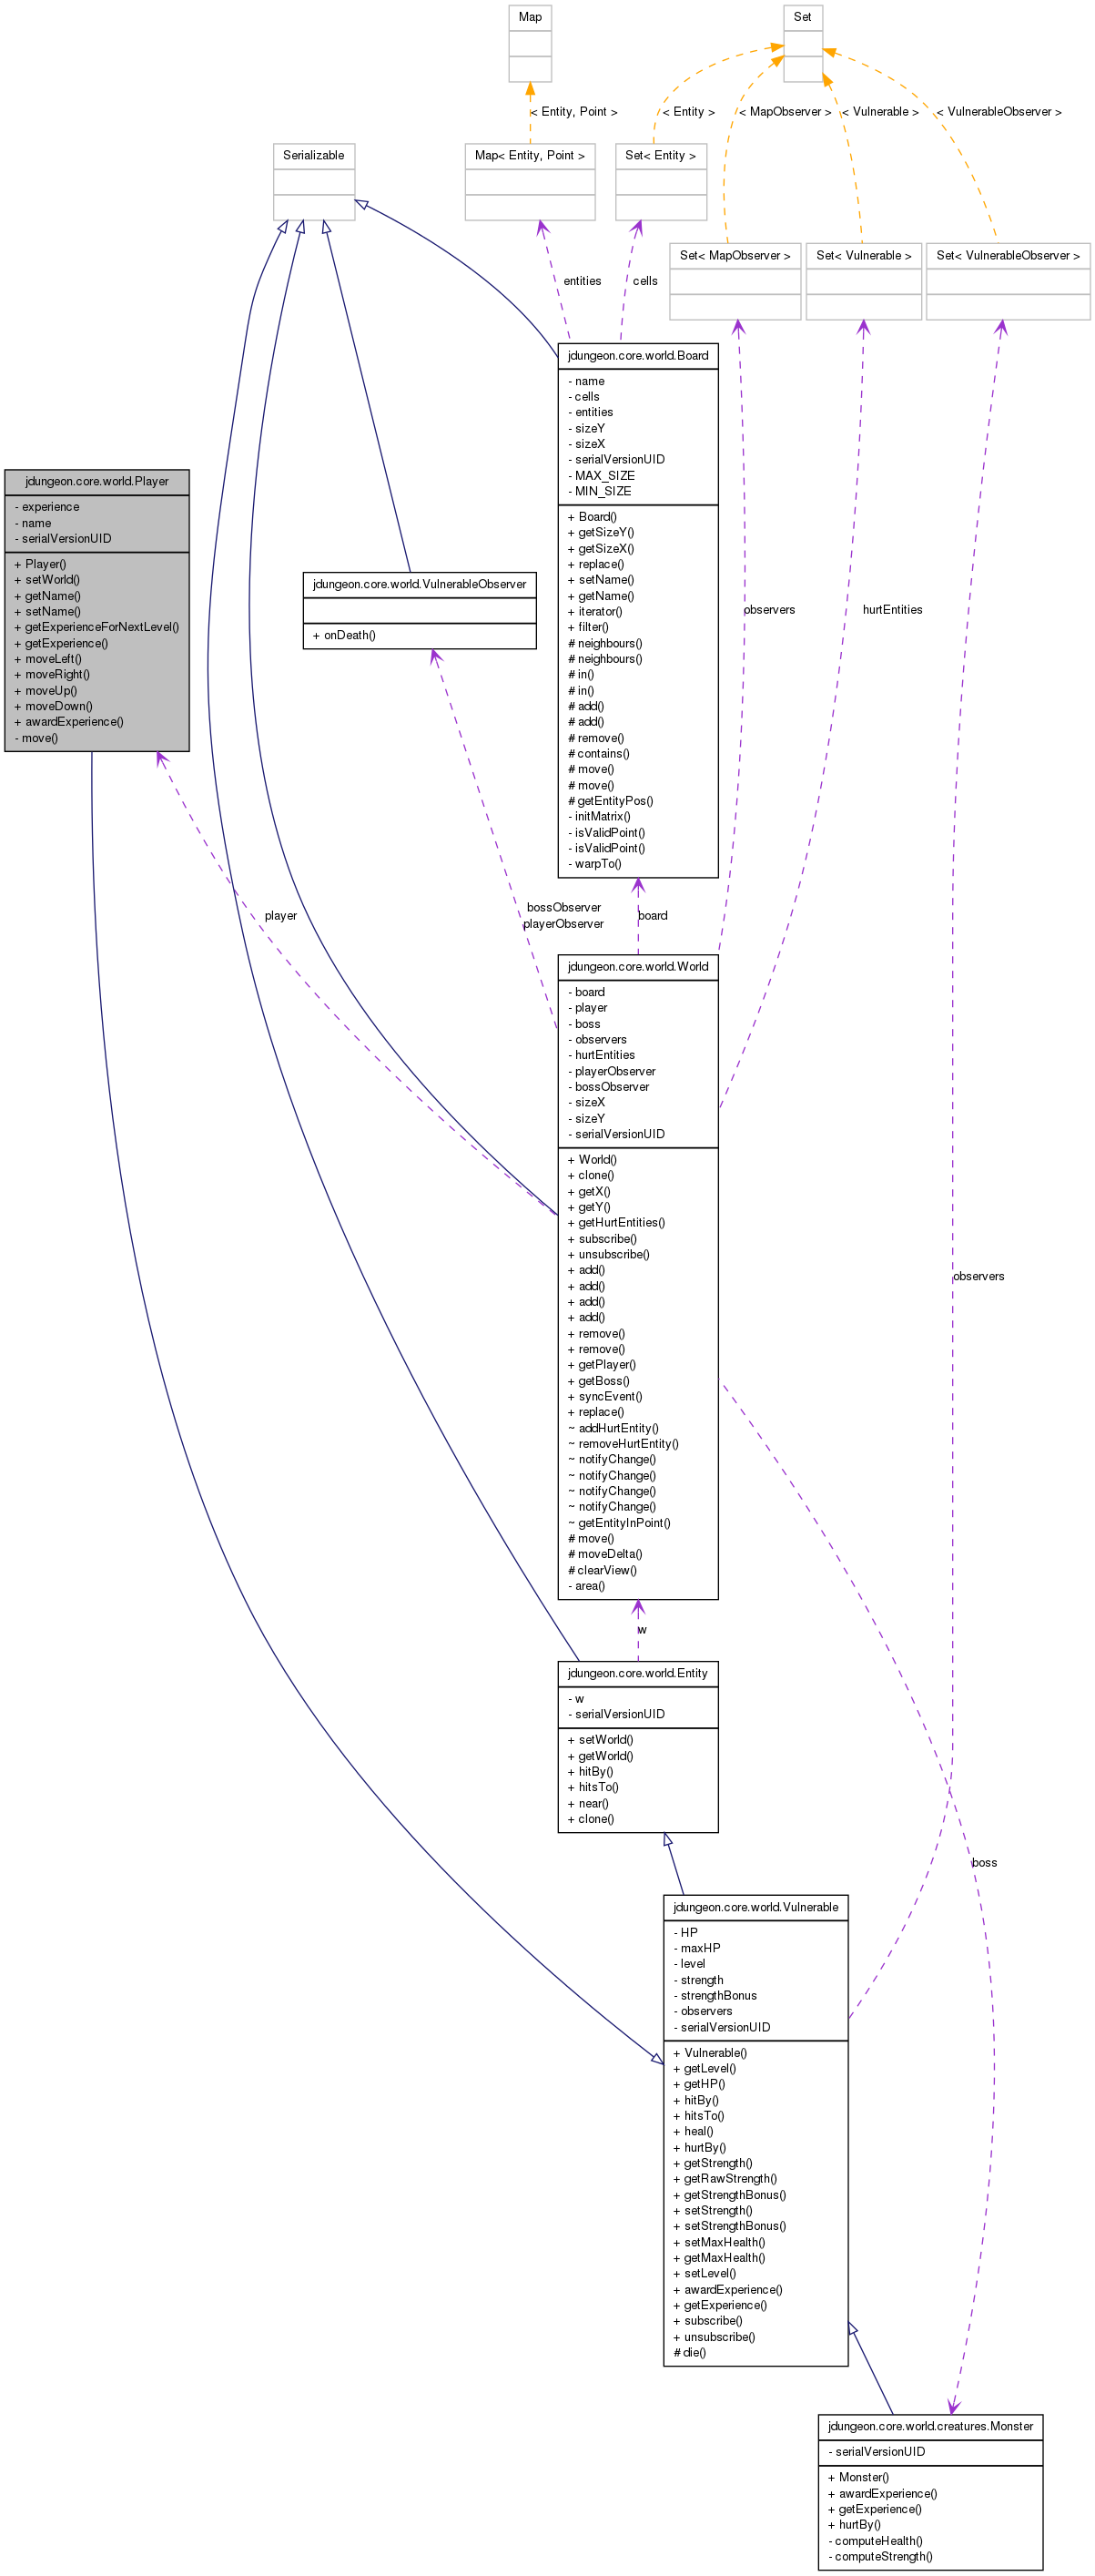 Map
Set
< Entity, Point >
< Entity >
< MapObserver >
< Vulnerable >
< VulnerableObserver >
Serializable
Map< Entity, Point >
Set< Entity >
Set< MapObserver >
Set< Vulnerable >
Set< VulnerableObserver >
entities
cells
jdungeon.core.world.Board
- name
- cells
- entities
- sizeY
- sizeX
- serialVersionUID
- MAX_SIZE
- MIN_SIZE
+ Board()
+ getSizeY()
+ getSizeX()
+ replace()
+ setName()
+ getName()
+ iterator()
+ filter()
# neighbours()
# neighbours()
# in()
# in()
# add()
# add()
# remove()
# contains()
# move()
# move()
# getEntityPos()
- initMatrix()
- isValidPoint()
- isValidPoint()
- warpTo()
jdungeon.core.world.Player
- experience
- name
- serialVersionUID
+ Player()
+ setWorld()
+ getName()
+ setName()
+ getExperienceForNextLevel()
+ getExperience()
+ moveLeft()
+ moveRight()
+ moveUp()
+ moveDown()
+ awardExperience()
- move()
jdungeon.core.world.VulnerableObserver
+ onDeath()
observers
hurtEntities
bossObserver
playerObserver
player
board
jdungeon.core.world.World
- board
- player
- boss
- observers
- hurtEntities
- playerObserver
- bossObserver
- sizeX
- sizeY
- serialVersionUID
+ World()
+ clone()
+ getX()
+ getY()
+ getHurtEntities()
+ subscribe()
+ unsubscribe()
+ add()
+ add()
+ add()
+ add()
+ remove()
+ remove()
+ getPlayer()
+ getBoss()
+ syncEvent()
+ replace()
~ addHurtEntity()
~ removeHurtEntity()
~ notifyChange()
~ notifyChange()
~ notifyChange()
~ notifyChange()
~ getEntityInPoint()
# move()
# moveDelta()
# clearView()
- area()
observers
w
jdungeon.core.world.Entity
- w
- serialVersionUID
+ setWorld()
+ getWorld()
+ hitBy()
+ hitsTo()
+ near()
+ clone()
boss
jdungeon.core.world.Vulnerable
- HP
- maxHP
- level
- strength
- strengthBonus
- observers
- serialVersionUID
+ Vulnerable()
+ getLevel()
+ getHP()
+ hitBy()
+ hitsTo()
+ heal()
+ hurtBy()
+ getStrength()
+ getRawStrength()
+ getStrengthBonus()
+ setStrength()
+ setStrengthBonus()
+ setMaxHealth()
+ getMaxHealth()
+ setLevel()
+ awardExperience()
+ getExperience()
+ subscribe()
+ unsubscribe()
# die()
jdungeon.core.world.creatures.Monster
- serialVersionUID
+ Monster()
+ awardExperience()
+ getExperience()
+ hurtBy()
- computeHealth()
- computeStrength()